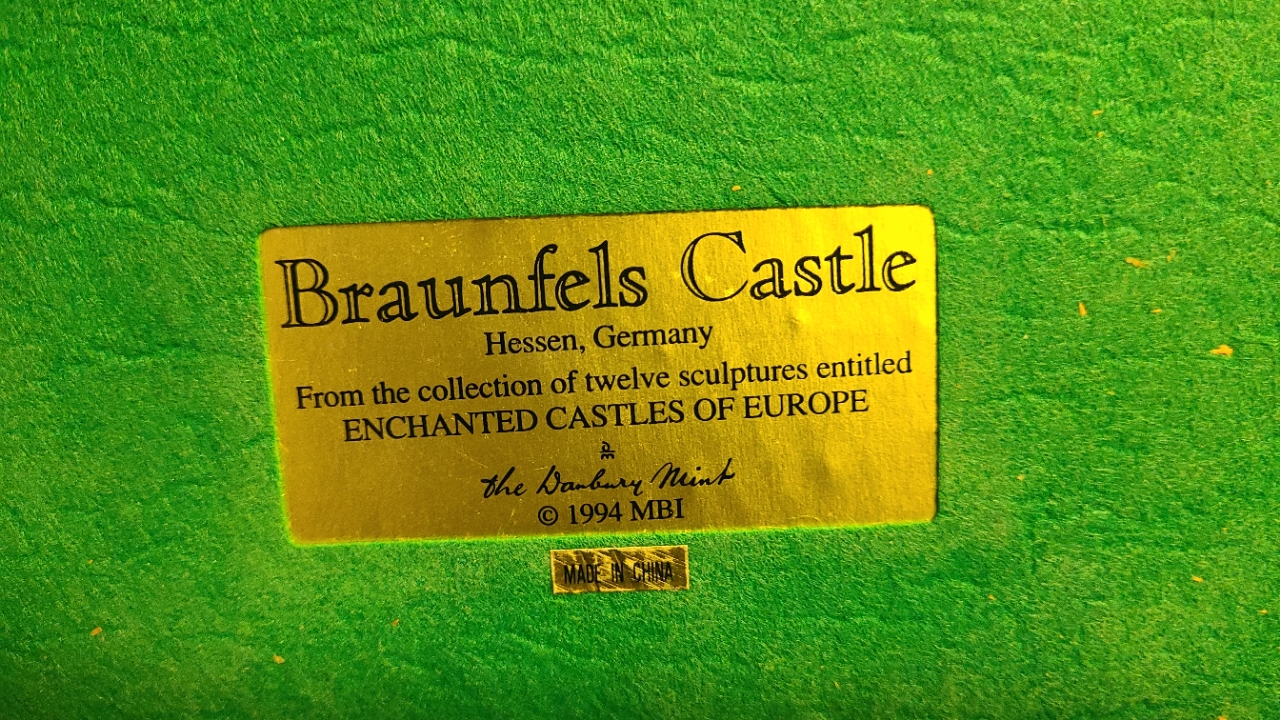 Braunfels Castle
Hessen, Germany
From the collection of twelve sculptures entitled
ENCHANTED CASTLES OF EUROPE
the Danbury Mint
© 1994 MBI
MADE IN CHINA